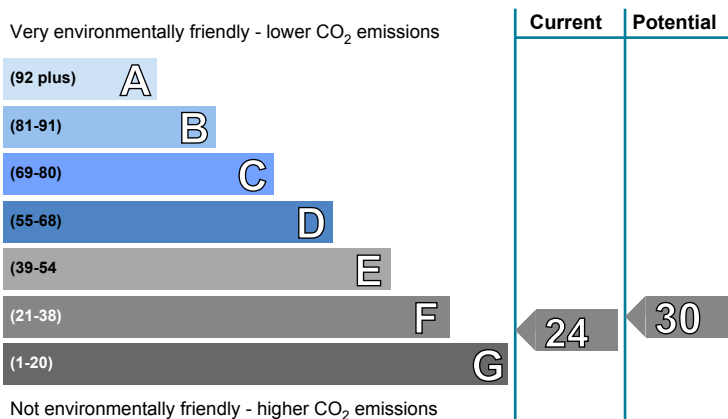 Current Potential
Very environmentally friendly - lower CO2 emissions
(92 plus) A
(81-91) B
(69-80) C
(55-68) D
(39-54 E
(21-38) F
24 30
(1-20) G
Not environmentally friendly - higher CO2 emissions